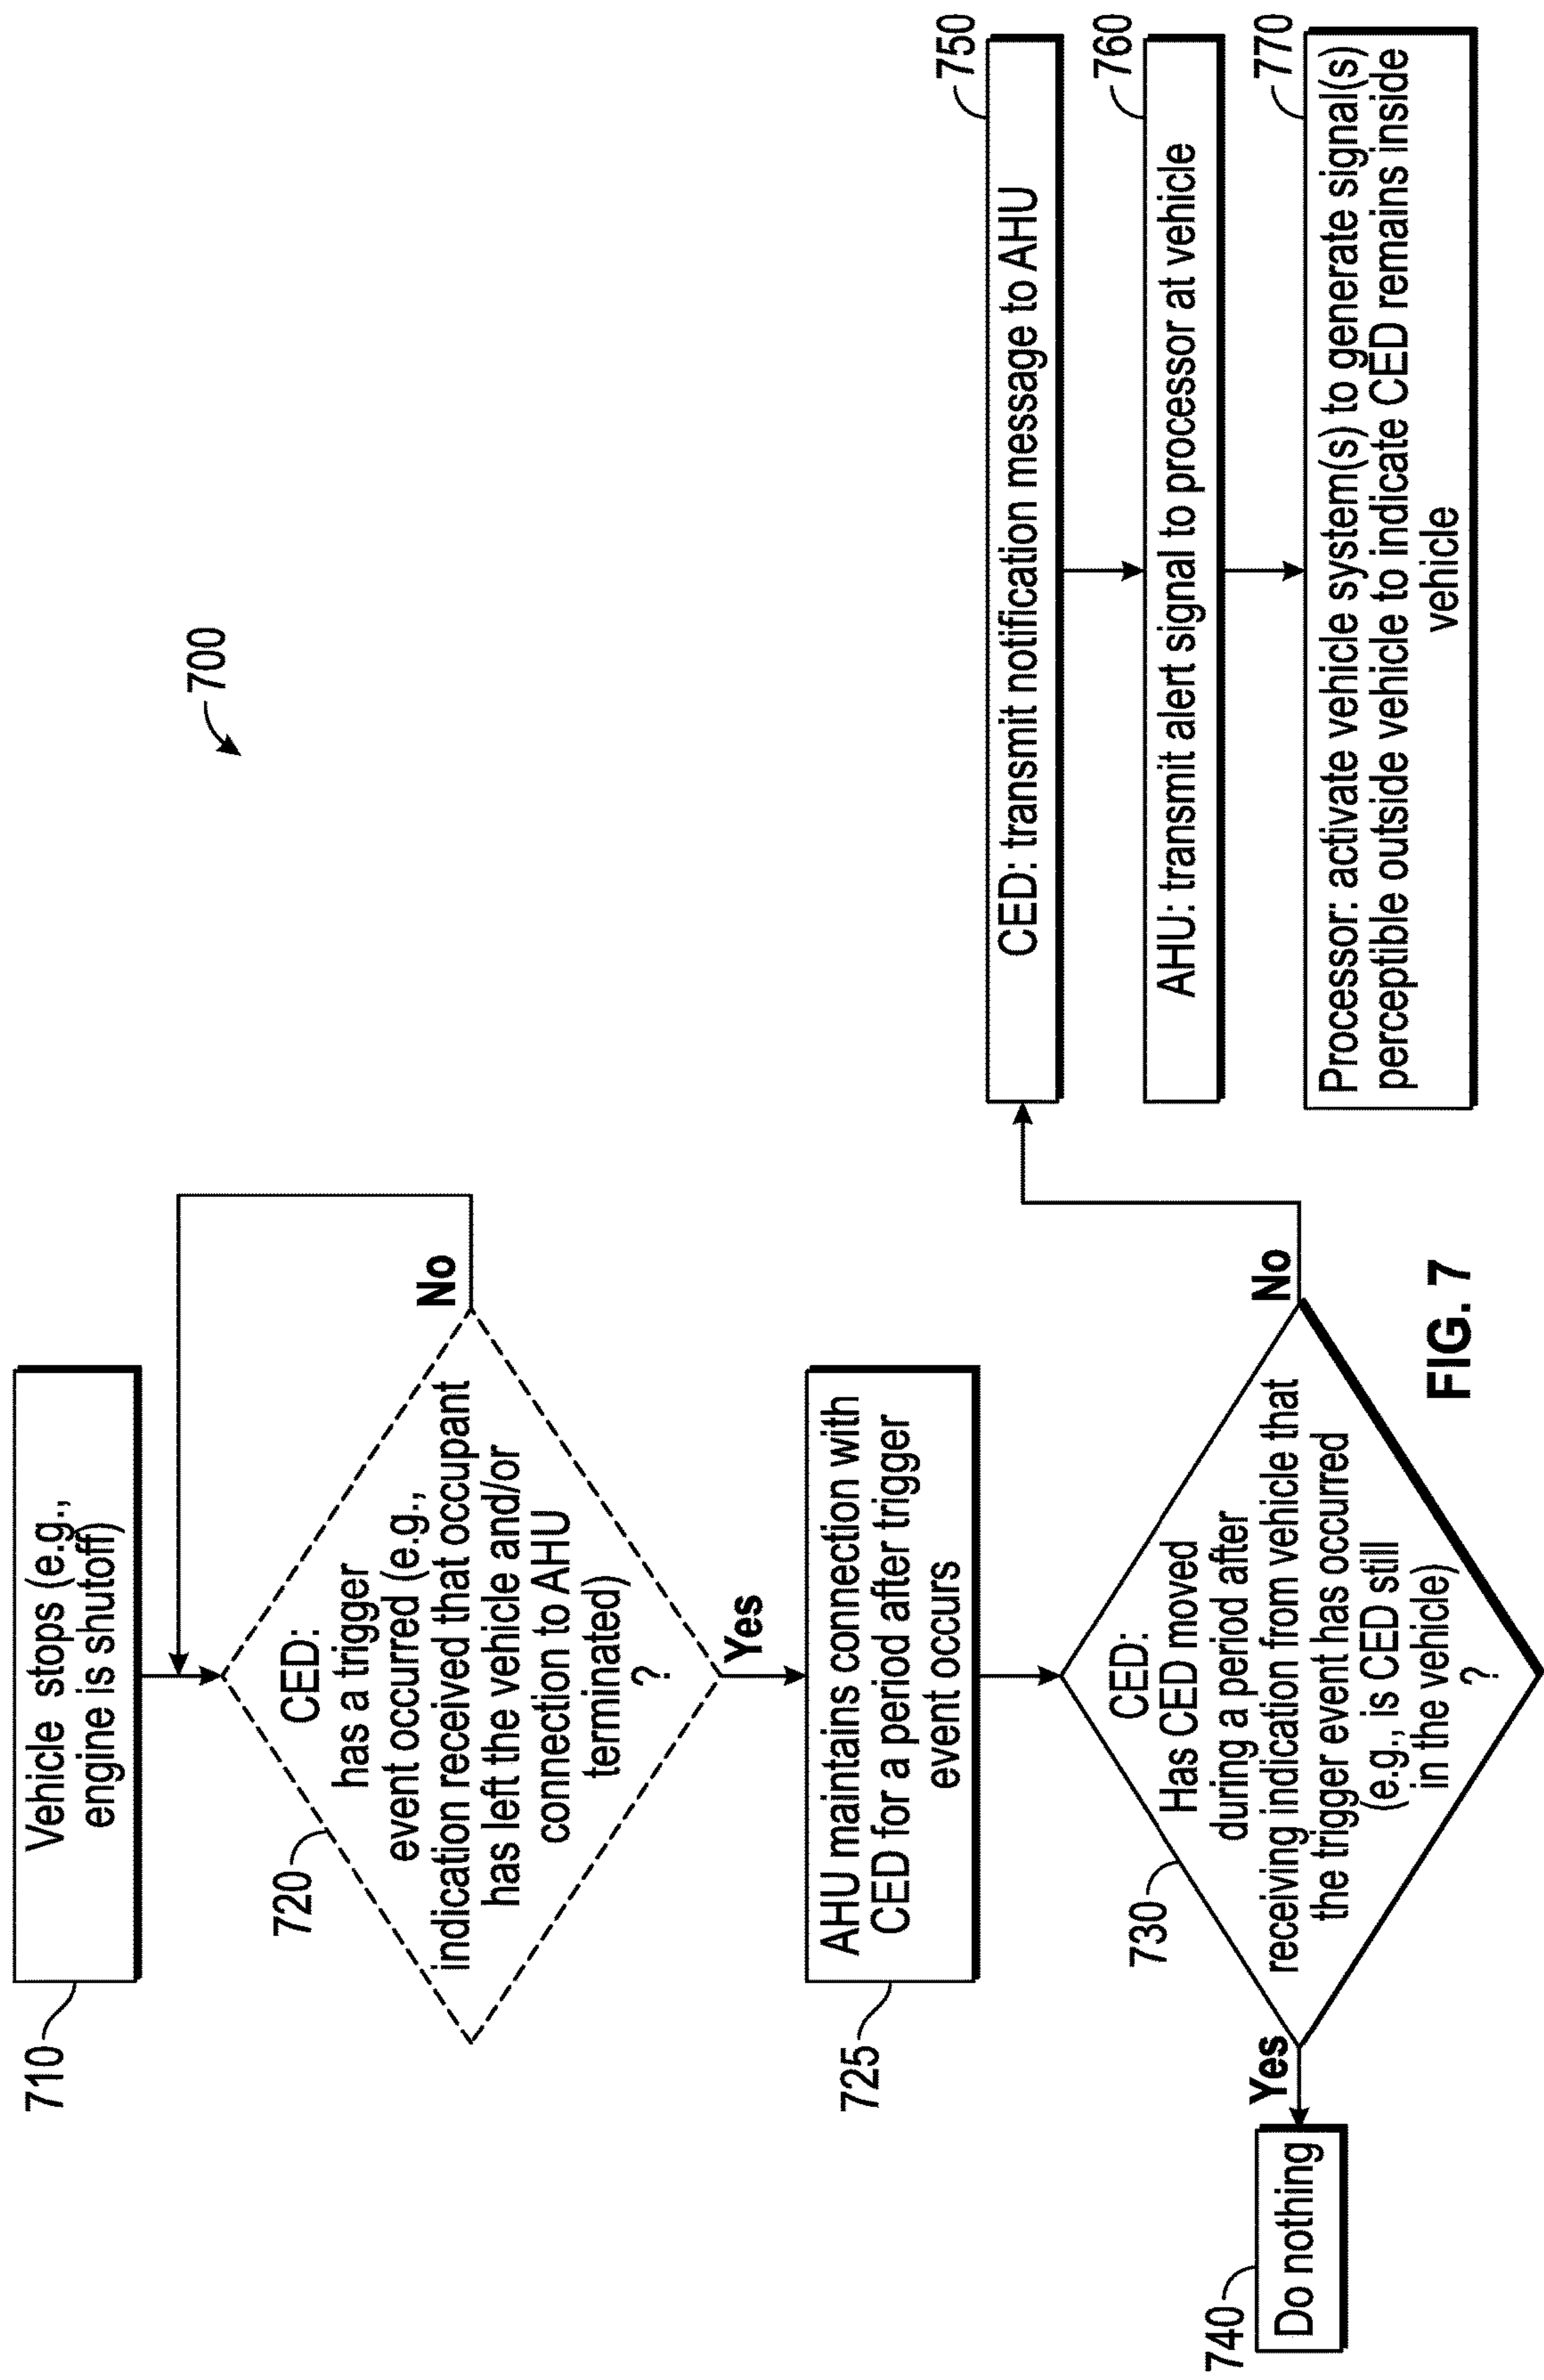 700
710
Vehicle stops (e.g.,
engine is shutoff)
720
CED:
has a trigger
event occurred (e.g.,
indication received that occupant
has left the vehicle and/or
connection to AHU
terminated)
?
No
Yes
725
AHU maintains connection with
CED for a period after trigger
event occurs
730
CED:
Has CED moved
during a period after
receiving indication from vehicle that
the trigger event has occurred
(e.g., is CED still
in the vehicle)
?
Yes
No
740
Do nothing
750
CED: transmit notification message to AHU
760
AHU: transmit alert signal to processor at vehicle
770
Processor: activate vehicle system(s) to generate signal(s)
perceptible outside vehicle to indicate CED remains inside
vehicle
FIG. 7